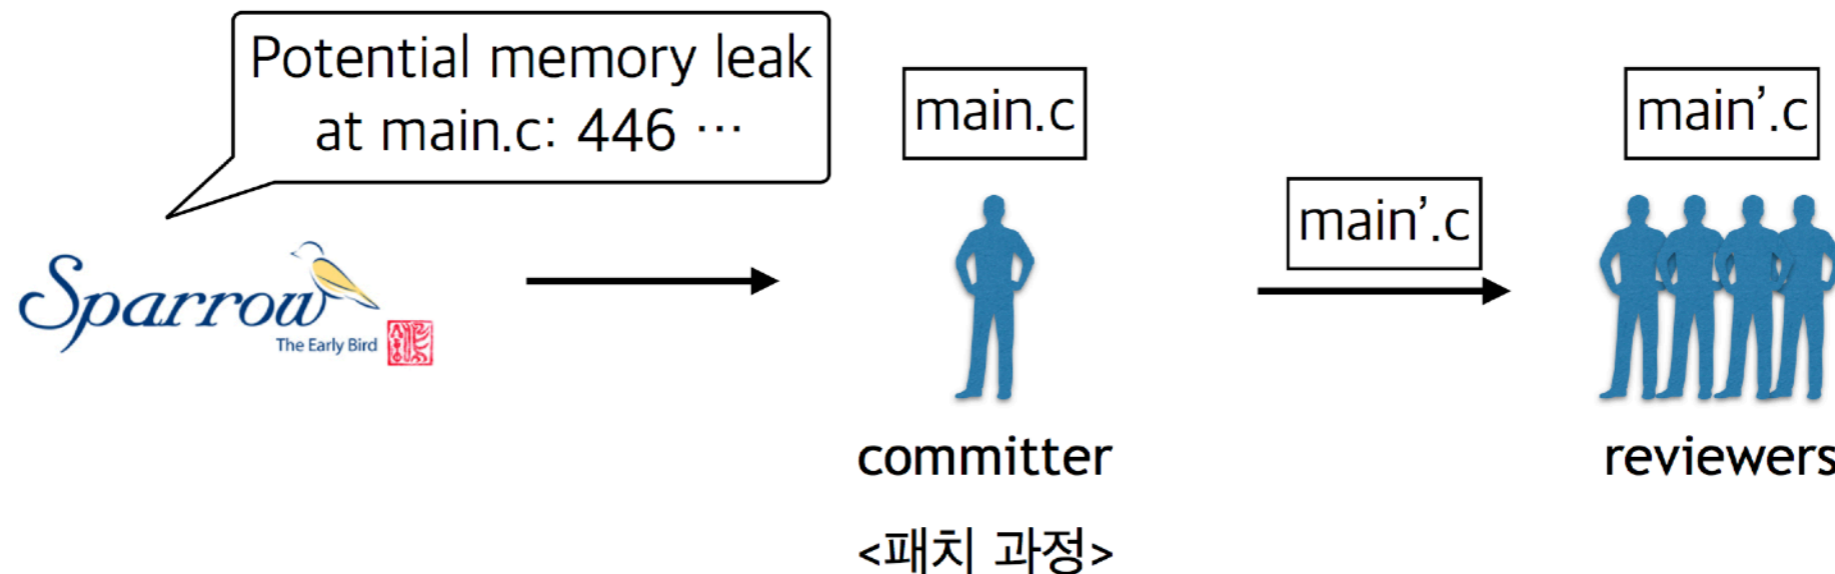 Potential memory leak
at main.c: 446 ⋯
main.c
main’.c
main’.c
Sparrow
The Early Bird
committer
reviewers
<패치 과정>